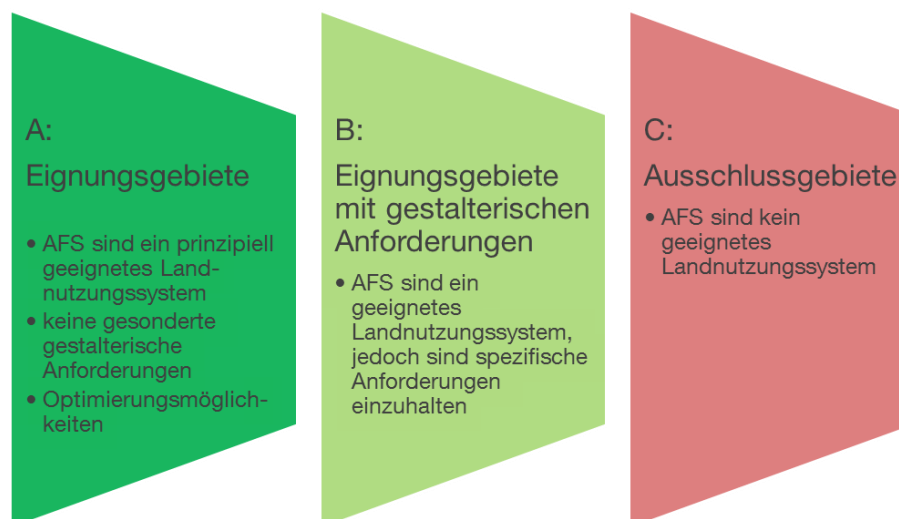 A:
Eignungsgebiete
• AFS sind ein prinzipiell
geeignetes Land-
nutzungssystem
• keine gesonderte
gestalterische
Anforderungen
• Optimierungsmöglich-
keiten
B:
Eignungsgebiete
mit gestalterischen
Anforderungen
• AFS sind ein
geeignetes
Landnutzungssystem,
jedoch sind spezifische
Anforderungen
einzuhalten
C:
Ausschlussgebiete
• AFS sind kein
geeignetes
Landnutzungssystem